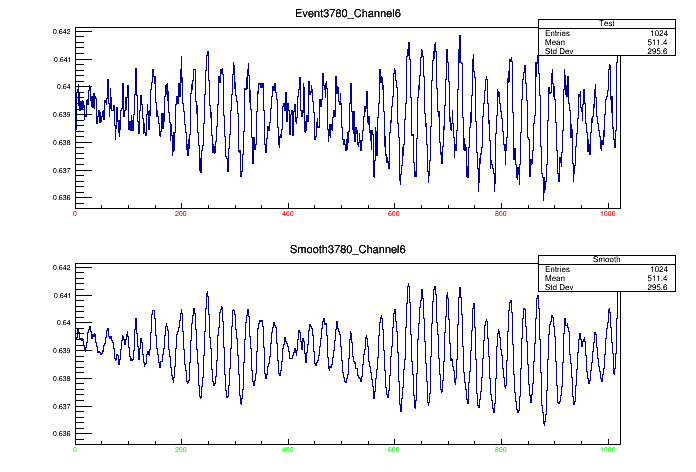 Event3780_Channel6
Test
Entries 1024
Mean 511.4
Std Dev 295.6
0.642
0.641
0.64
0.639
0.638
0.637
0.636
0 200 400 600 800 1000
Smooth3780_Channel6
Smooth
Entries 1024
Mean 511.4
Std Dev 295.6
0.642
0.641
0.64
0.639
0.638
0.637
0.636
0 200 400 600 800 1000